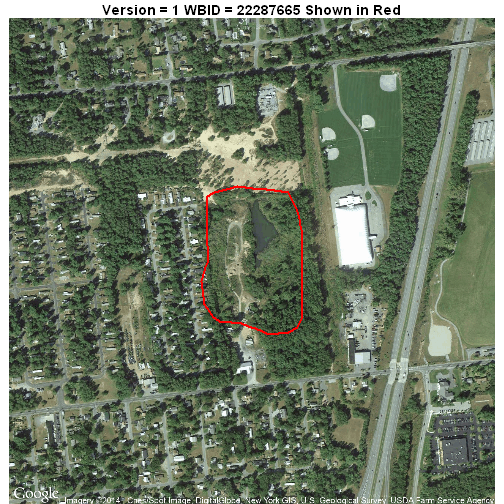 Version = 1 WBID = 22287665 Shown in Red
Google Imagery ©2014 , Cnes/Spot Image, DigitalGlobe, New York GIS, U.S. Geological Survey, USDA Farm Service Agency